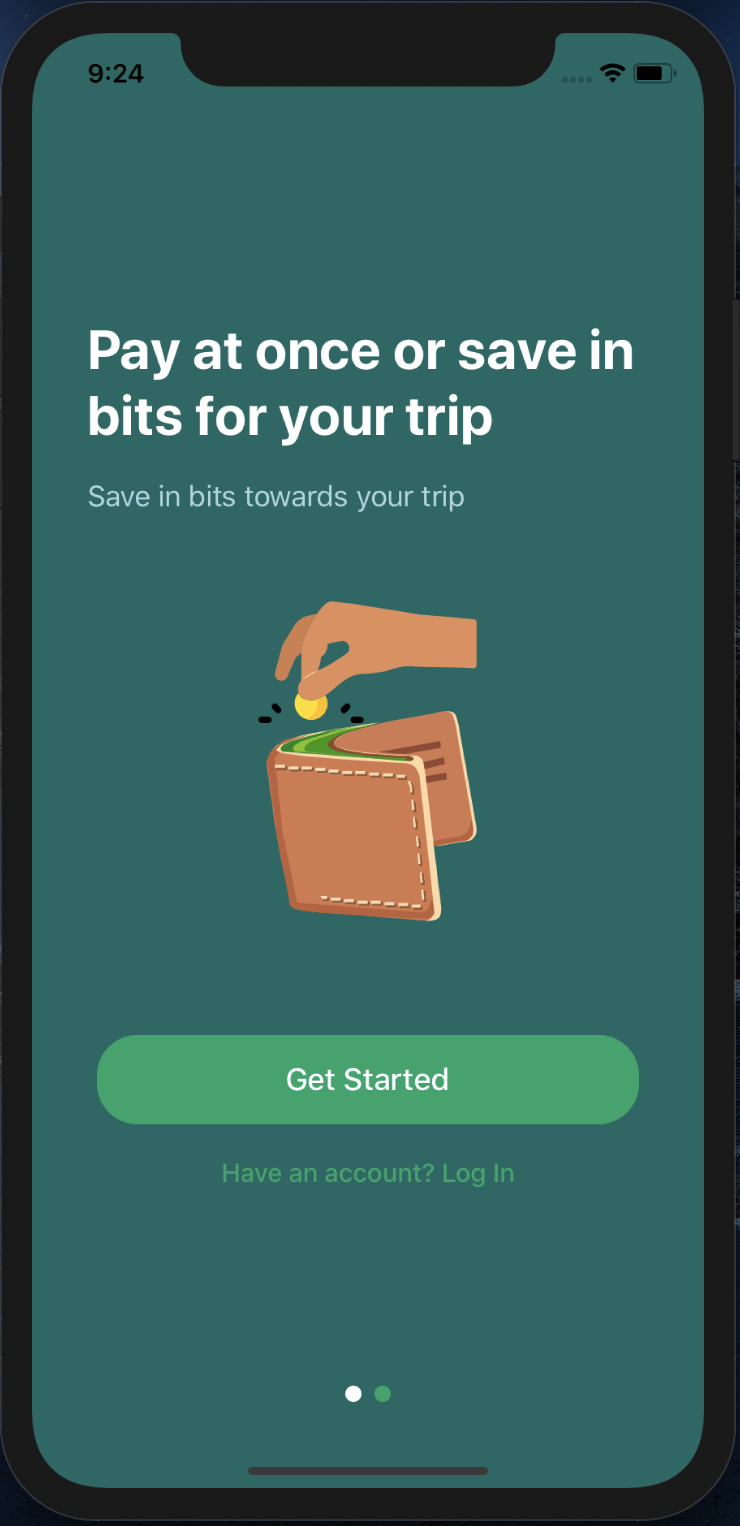 9:24
Pay at once or save in
bits for your trip
Save in bits towards your trip
Get Started
Have an account? Log In